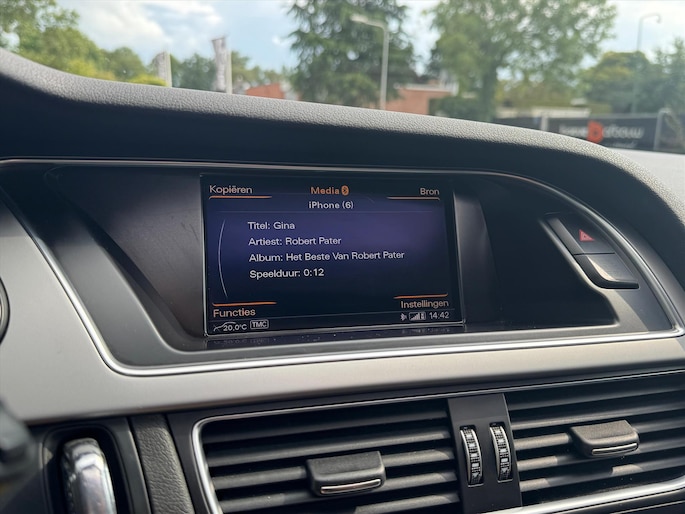 Kopiëren Media Bron
iPhone (6)
Titel: Gina
Artiest: Robert Pater
Album: Het Beste Van Robert Pater
Speelduur: 0:12
Functies Instellingen
20,0°C TMC 14:42